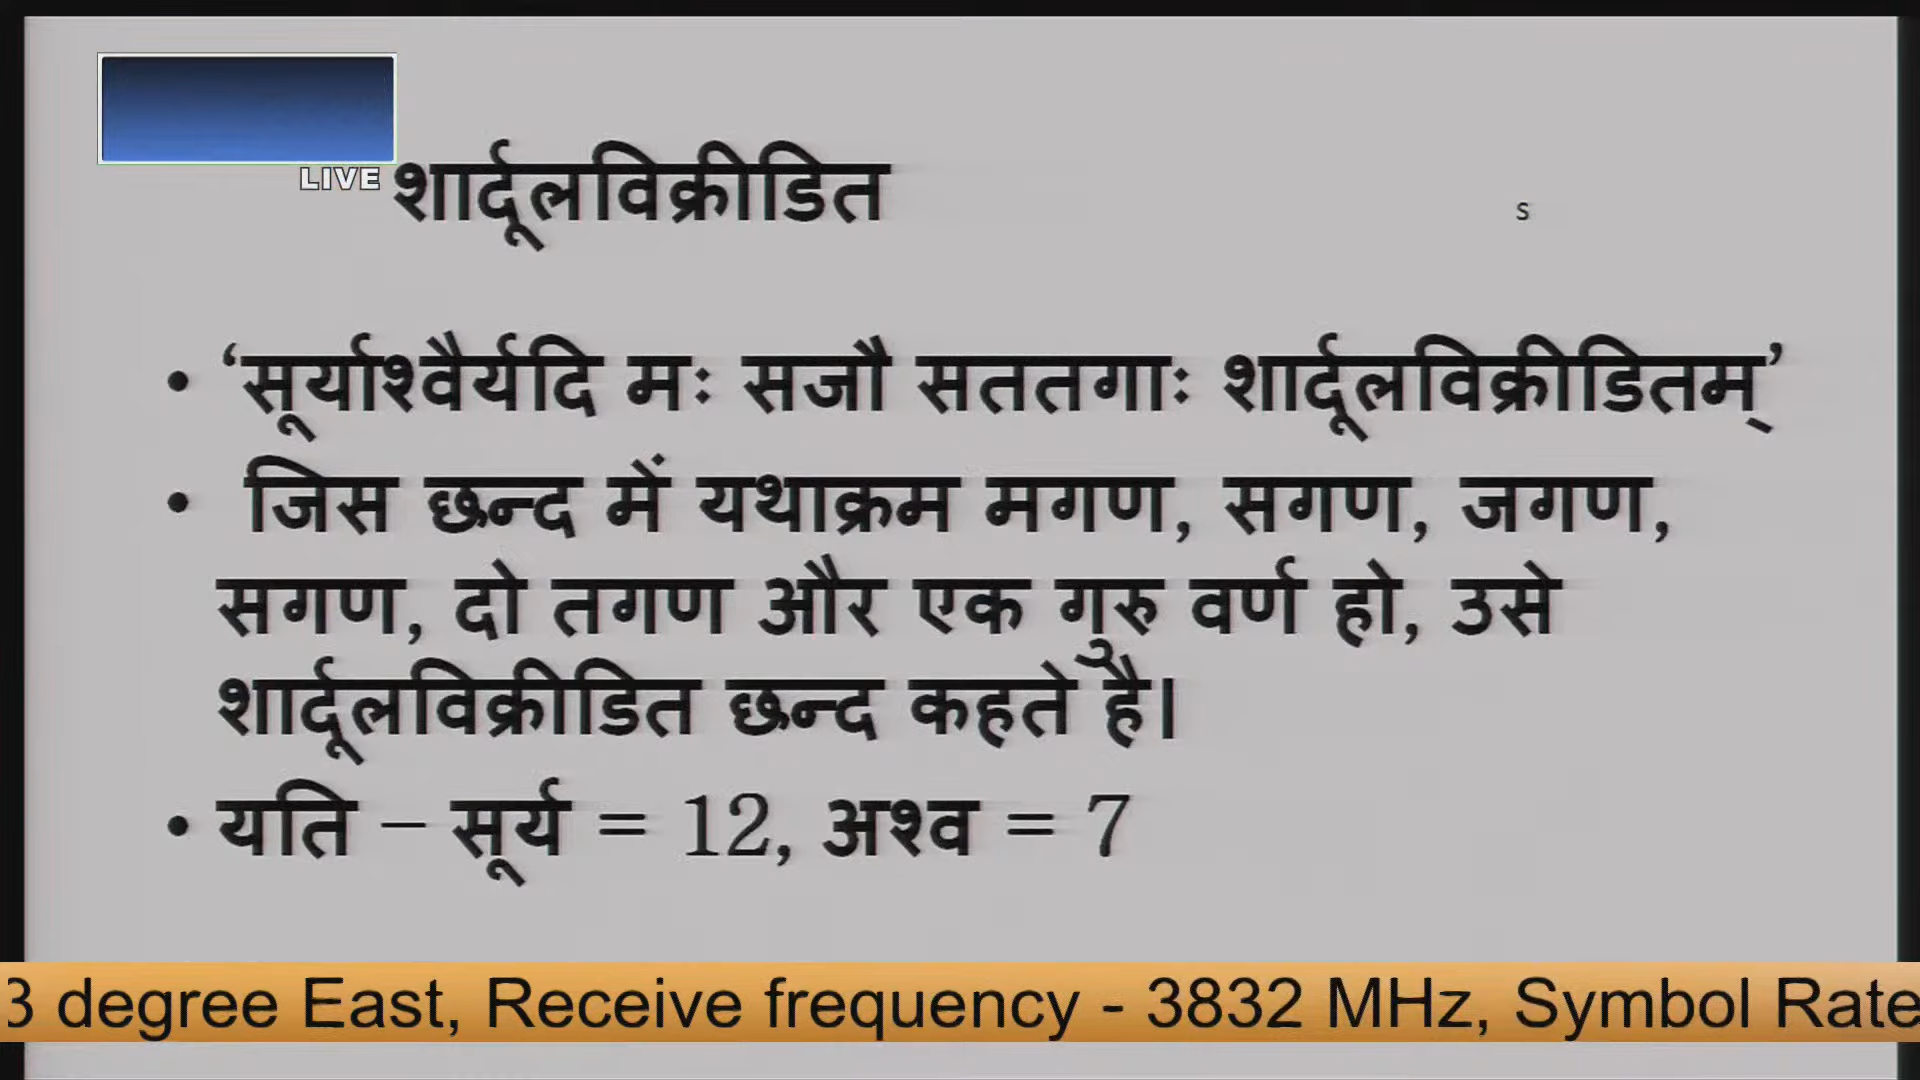 LIVE
शार्दूलविक्रीडित
s
• ‘सूर्याश्वैर्यदि मः सजौ सततगाः शार्दूलविक्रीडितम्’
• जिस छन्द में यथाक्रम मगण, सगण, जगण,
सगण, दो तगण और एक गुरु वर्ण हो, उसे
शार्दूलविक्रीडित छन्द कहते है।
• यति – सूर्य = 12, अश्व = 7
3 degree East, Receive frequency - 3832 MHz, Symbol Rate